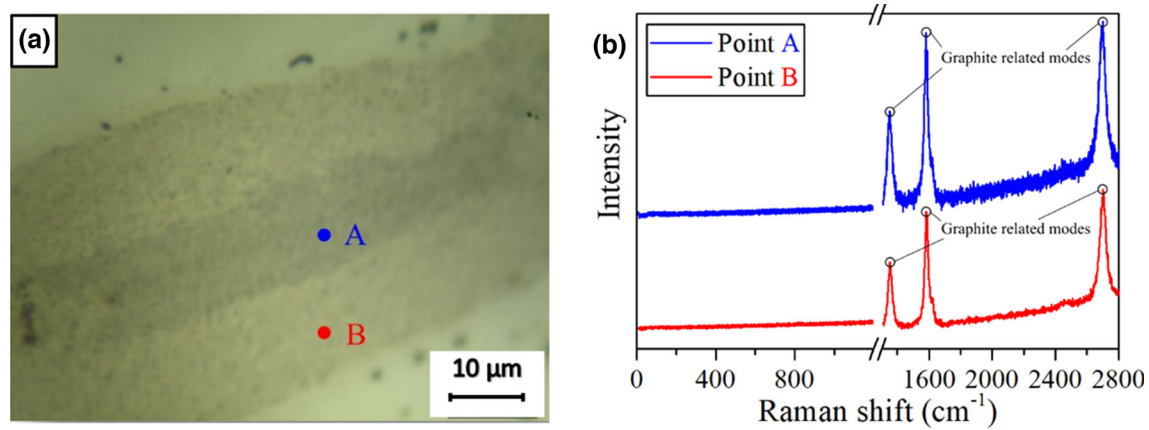 (a)
A
B
10 µm
(b)
Point A
Point B
Graphite related modes
Graphite related modes
Intensity
0 400 800 1600 2000 2400 2800
Raman shift (cm⁻¹)